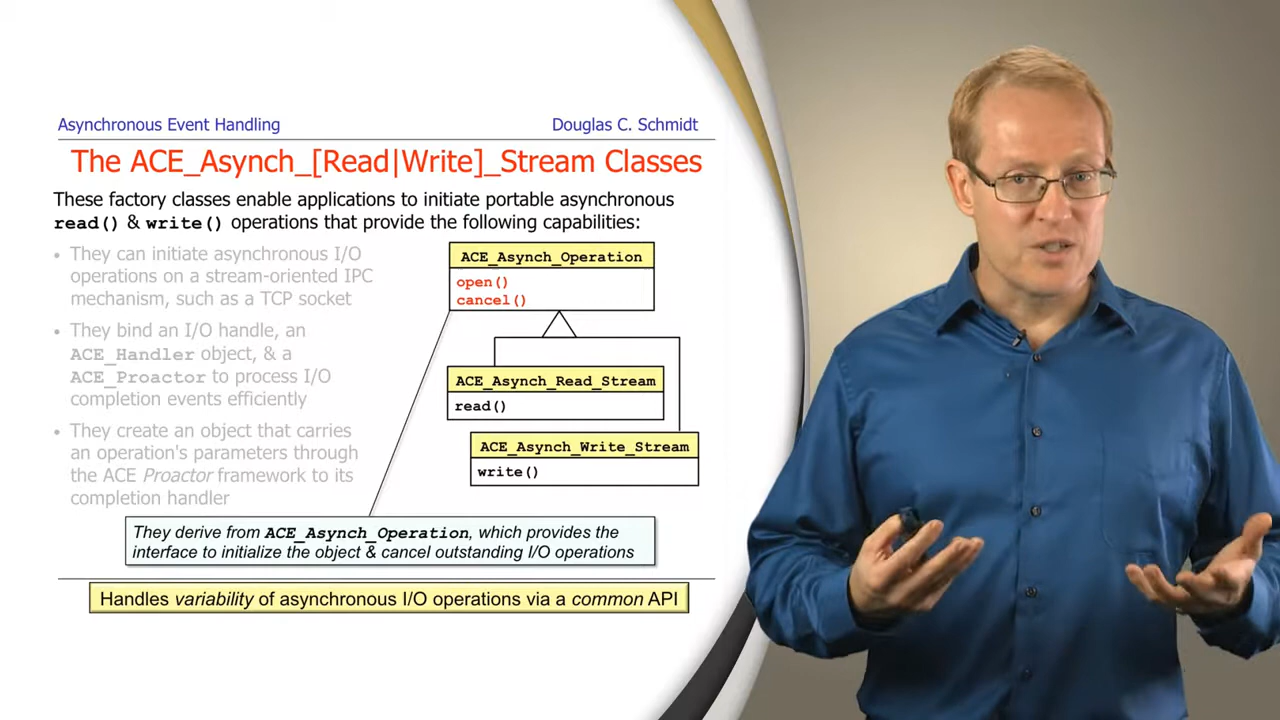 Asynchronous Event Handling
Douglas C. Schmidt
The ACE_Asynch_[Read|Write]_Stream Classes
These factory classes enable applications to initiate portable asynchronous
read() & write() operations that provide the following capabilities:
• They can initiate asynchronous I/O
operations on a stream-oriented IPC
mechanism, such as a TCP socket
• They bind an I/O handle, an
ACE_Handler object, & a
ACE_Proactor to process I/O
completion events efficiently
• They create an object that carries
an operation's parameters through
the ACE Proactor framework to its
completion handler
ACE_Asynch_Operation
open()
cancel()
ACE_Asynch_Read_Stream
read()
ACE_Asynch_Write_Stream
write()
They derive from ACE_Asynch_Operation, which provides the
interface to initialize the object & cancel outstanding I/O operations
Handles variability of asynchronous I/O operations via a common API